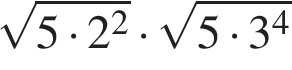 √(5 · 2²) · √(5 · 3⁴)